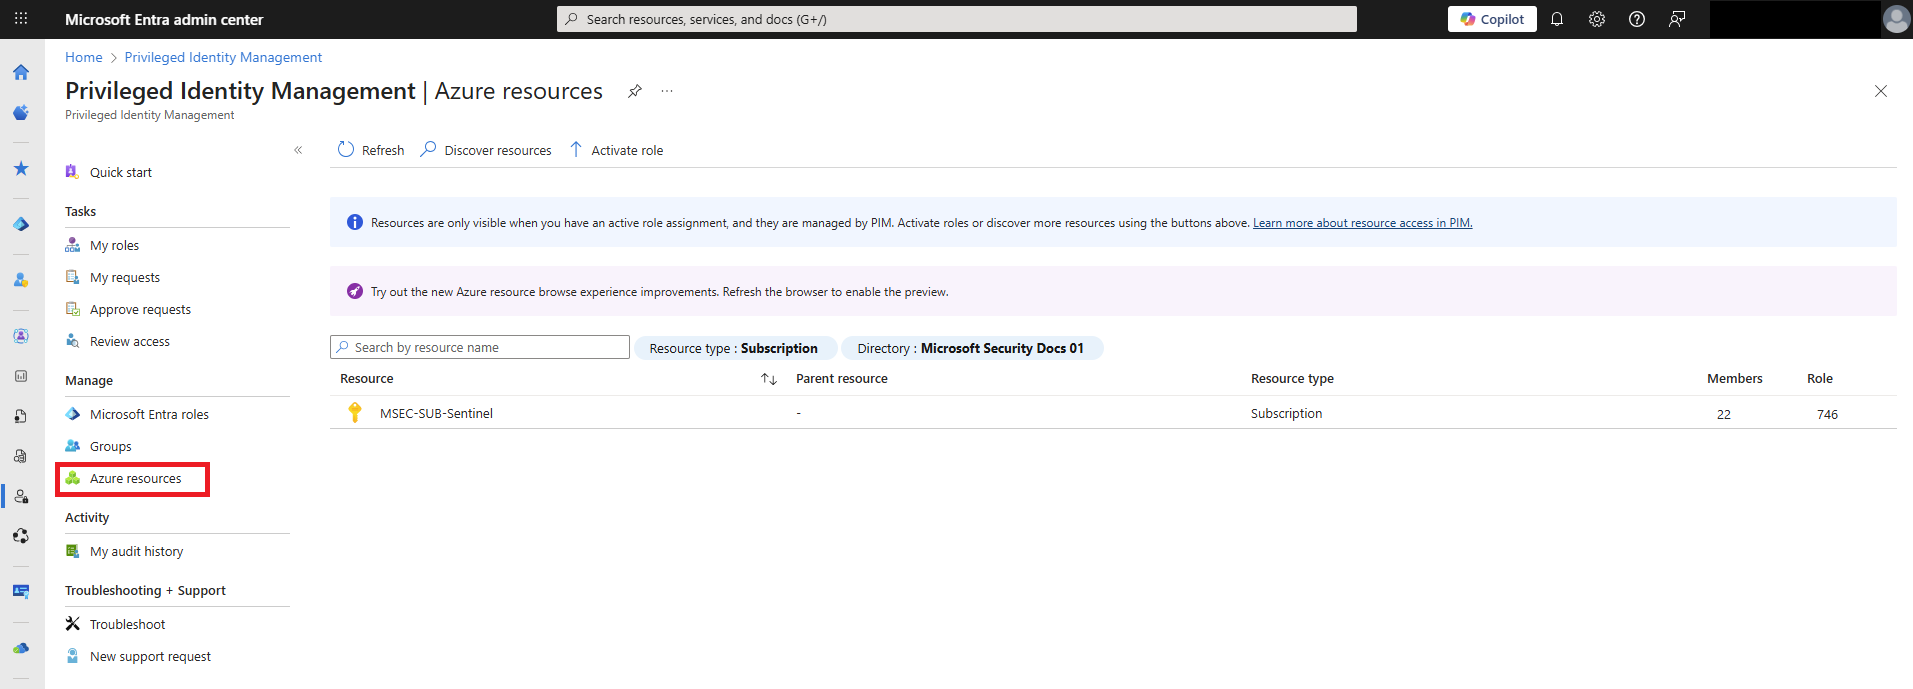 Microsoft Entra admin center
Search resources, services, and docs (G+/)
Copilot
Home > Privileged Identity Management
Privileged Identity Management | Azure resources
Privileged Identity Management
Quick start
Tasks
My roles
My requests
Approve requests
Review access
Manage
Microsoft Entra roles
Groups
Azure resources
Activity
My audit history
Troubleshooting + Support
Troubleshoot
New support request
Refresh Discover resources Activate role
Resources are only visible when you have an active role assignment, and they are managed by PIM. Activate roles or discover more resources using the buttons above. Learn more about resource access in PIM.
Try out the new Azure resource browse experience improvements. Refresh the browser to enable the preview.
Search by resource name Resource type : Subscription Directory : Microsoft Security Docs 01
Resource Parent resource Resource type Members Role
MSEC-SUB-Sentinel - Subscription 22 746